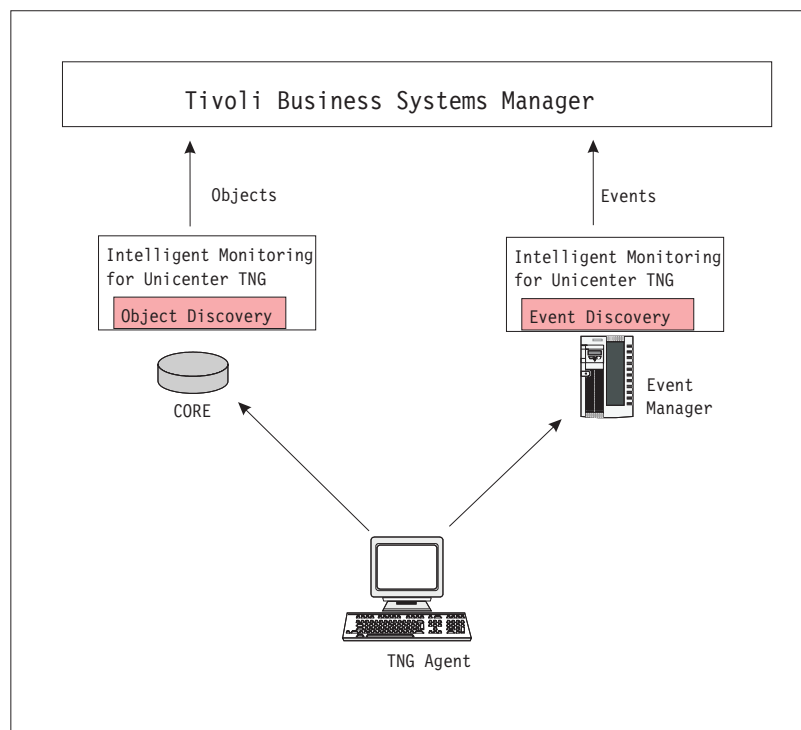 Tivoli Business Systems Manager
Objects
Events
Intelligent Monitoring
for Unicenter TNG
Object Discovery
Intelligent Monitoring
for Unicenter TNG
Event Discovery
CORE
Event
Manager
TNG Agent